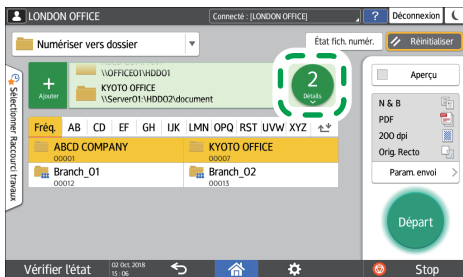 LONDON OFFICE
Connecté : [LONDON OFFICE]
?
Déconnexion
Numériser vers dossier
État fich. numér.
Réinitialiser
Sélectionner Raccourci travaux
+
Ajouter
\\OFFICE01\HDD01
KYOTO OFFICE
\\Server01:\HDD02\document
2
Détails
Aperçu
N & B
PDF
200 dpi
Orig. Recto
Param. envoi
Fréq. AB CD EF GH IJK LMN OPQ RST UVW XYZ
ABCD COMPANY
00001
KYOTO OFFICE
00007
Branch_01
00012
Branch_02
00013
Départ
Vérifier l'état
02 Oct. 2018
15 : 06
Stop